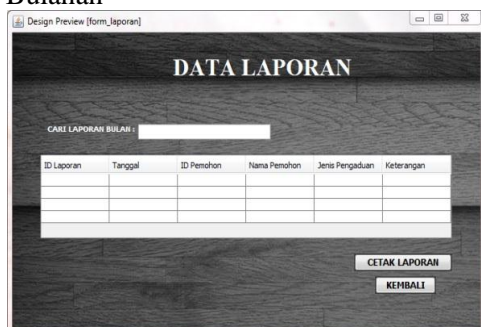 Bulanan
Design Preview [form_laporan]
DATA LAPORAN
CARI LAPORAN BULAN :
ID Laporan Tanggal ID Pemohon Nama Pemohon Jenis Pengaduan Keterangan
CETAK LAPORAN
KEMBALI